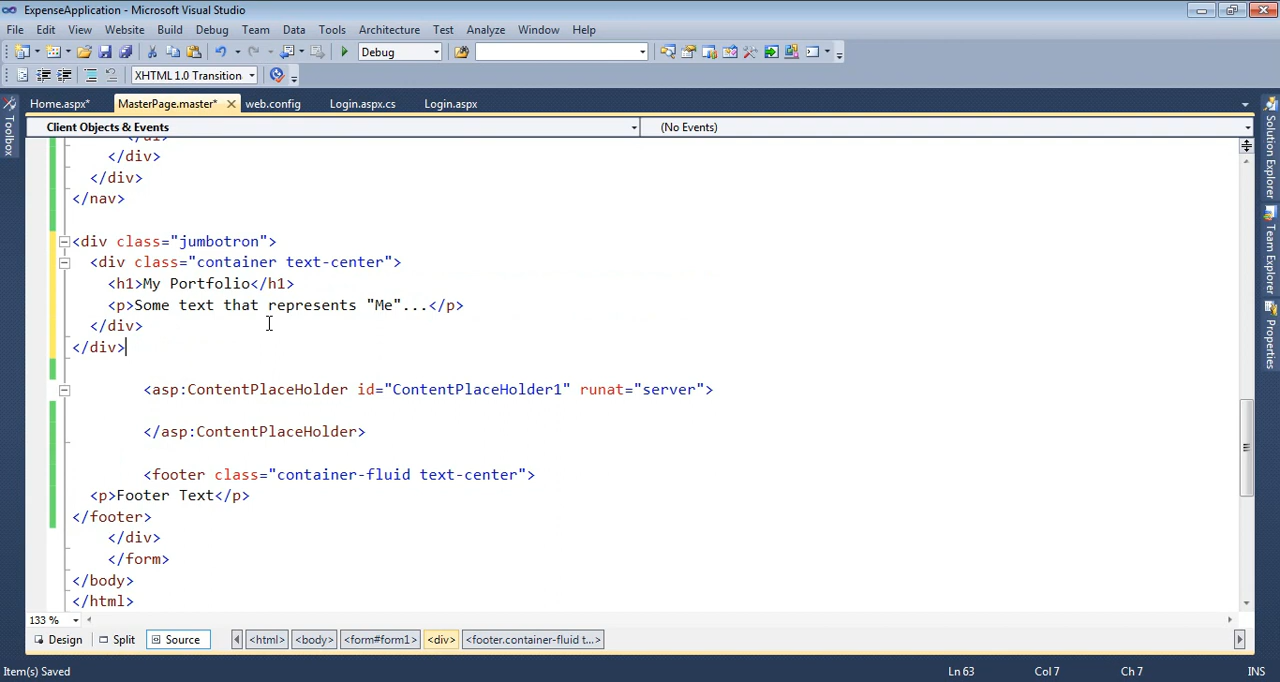 ExpenseApplication - Microsoft Visual Studio
File Edit View Website Build Debug Team Data Tools Architecture Test Analyze Window Help
Debug
XHTML 1.0 Transition
Home.aspx* MasterPage.master* web.config Login.aspx.cs Login.aspx
Client Objects & Events (No Events)
Toolbox
Solution Explorer
Team Explorer
Properties
</div>
</div>
</nav>
<div class="jumbotron">
<div class="container text-center">
<h1>My Portfolio</h1>
<p>Some text that represents "Me"...</p>
</div>
</div>
<asp:ContentPlaceHolder id="ContentPlaceHolder1" runat="server">
</asp:ContentPlaceHolder>
<footer class="container-fluid text-center">
<p>Footer Text</p>
</footer>
</div>
</form>
</body>
</html>
133 %
Design Split Source <html> <body> <form#form1> <div> <footer.container-fluid t...>
Item(s) Saved Ln 63 Col 7 Ch 7 INS